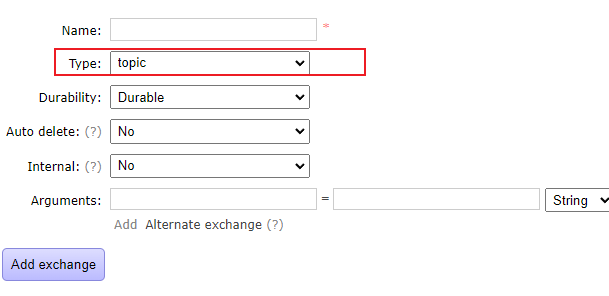 Name: *
Type: topic
Durability: Durable
Auto delete: (?) No
Internal: (?) No
Arguments: = String
Add Alternate exchange (?)
Add exchange